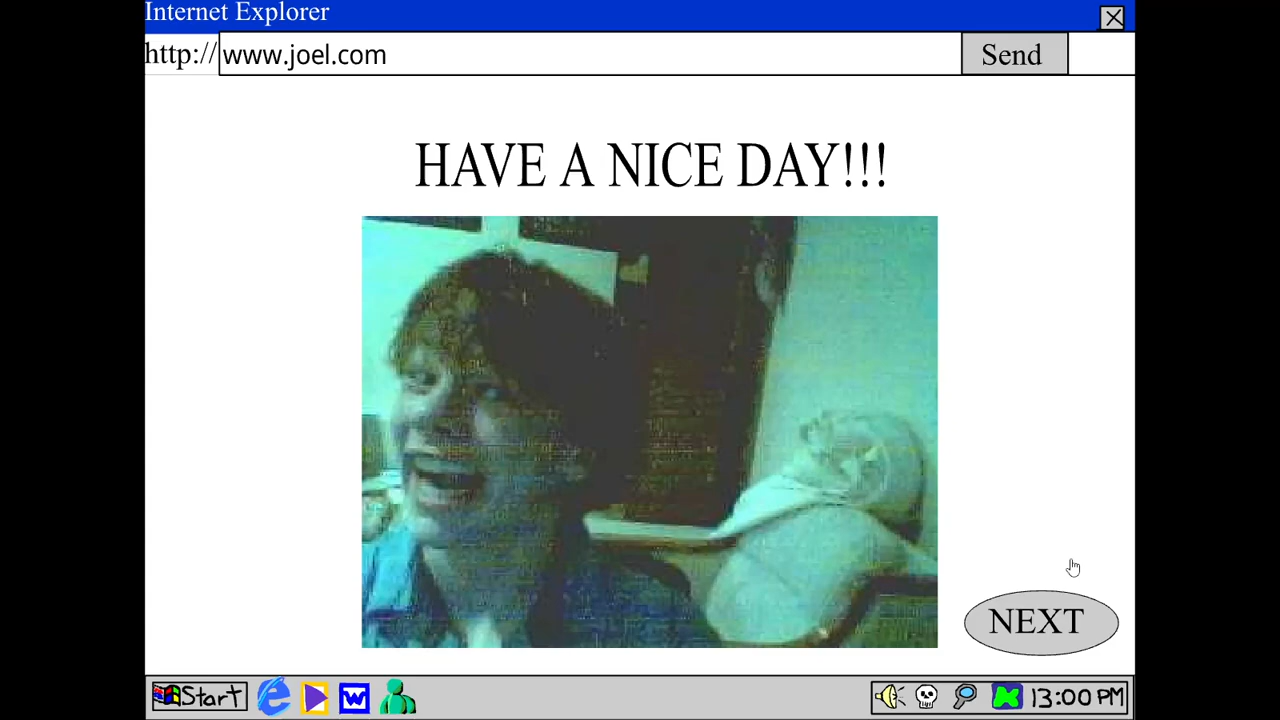 Internet Explorer
http:// www.joel.com Send
HAVE A NICE DAY!!!
NEXT
Start W 13:00 PM